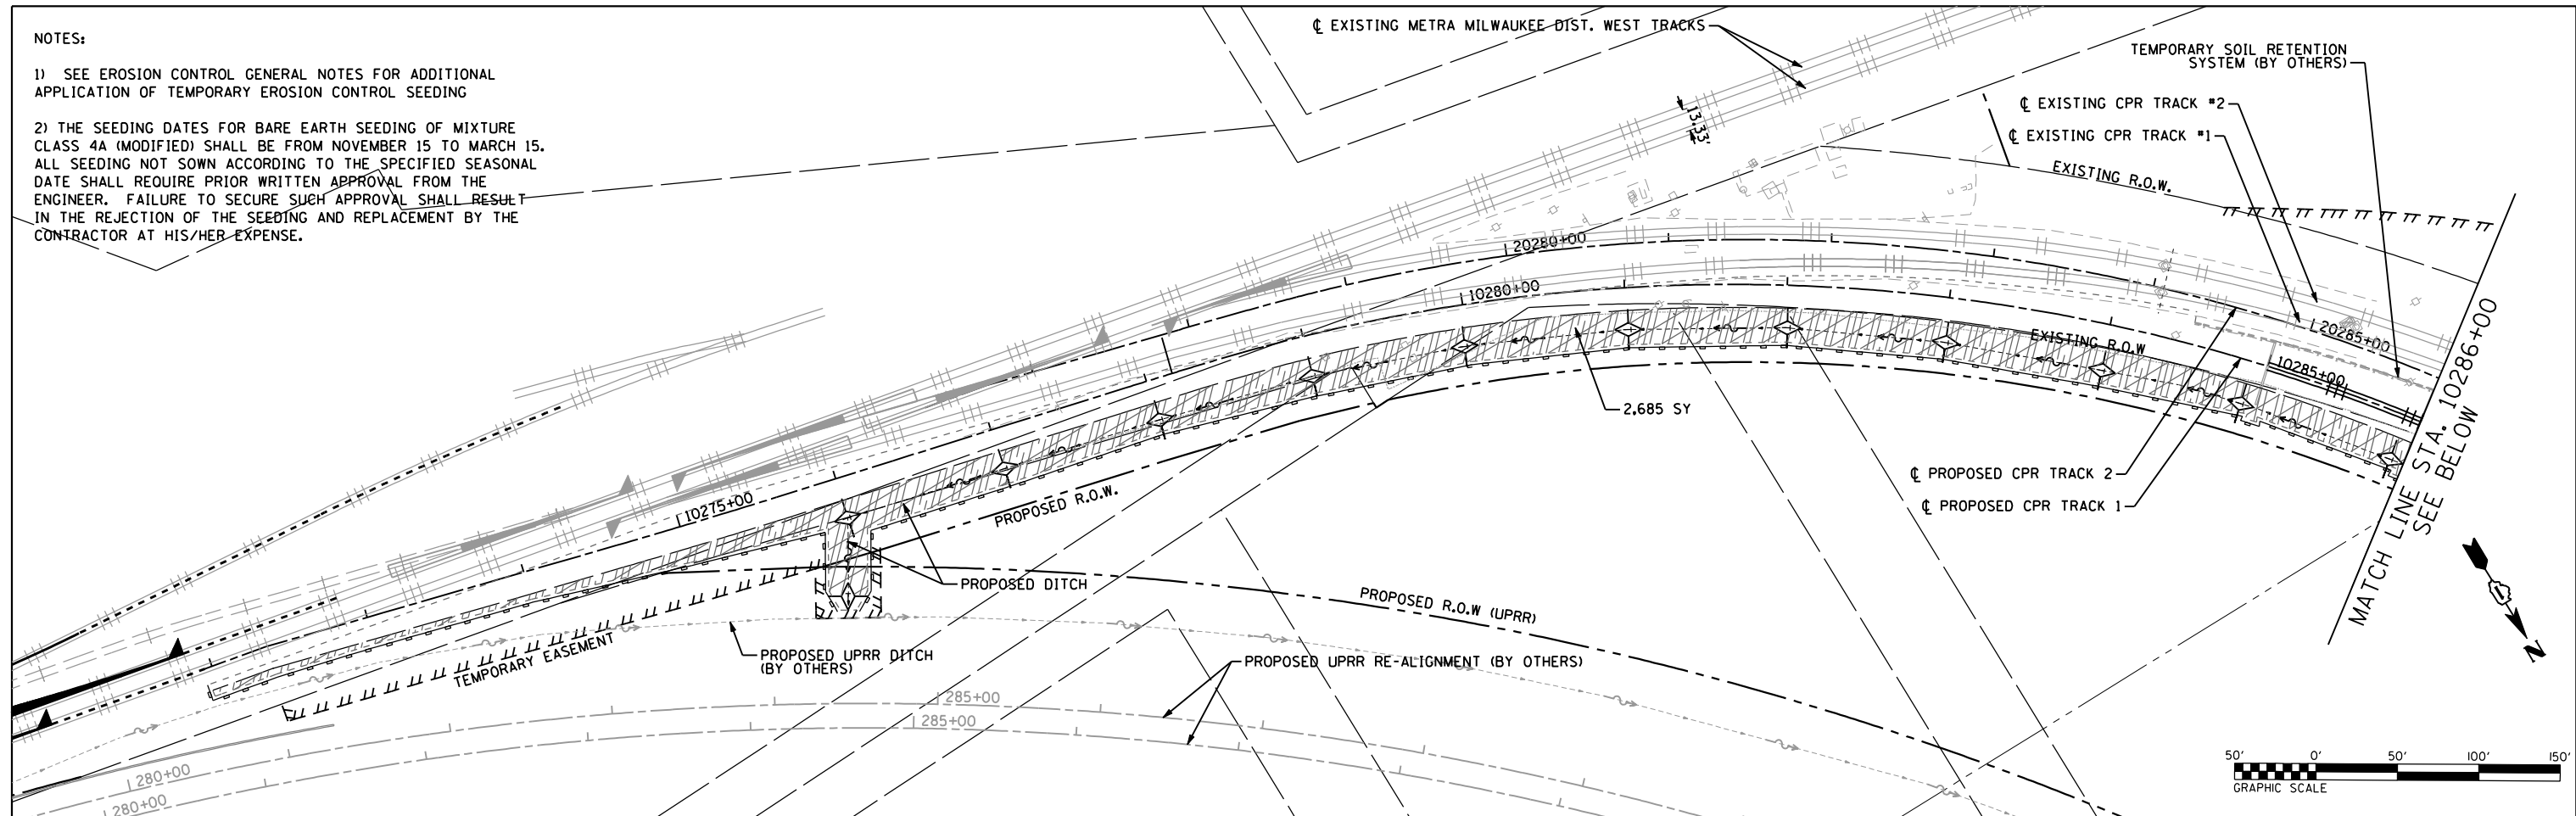 NOTES:
1) SEE EROSION CONTROL GENERAL NOTES FOR ADDITIONAL
APPLICATION OF TEMPORARY EROSION CONTROL SEEDING
2) THE SEEDING DATES FOR BARE EARTH SEEDING OF MIXTURE
CLASS 4A (MODIFIED) SHALL BE FROM NOVEMBER 15 TO MARCH 15.
ALL SEEDING NOT SOWN ACCORDING TO THE SPECIFIED SEASONAL
DATE SHALL REQUIRE PRIOR WRITTEN APPROVAL FROM THE
ENGINEER. FAILURE TO SECURE SUCH APPROVAL SHALL RESULT
IN THE REJECTION OF THE SEEDING AND REPLACEMENT BY THE
CONTRACTOR AT HIS/HER EXPENSE.
℄ EXISTING METRA MILWAUKEE DIST. WEST TRACKS
13.33'
TEMPORARY SOIL RETENTION
SYSTEM (BY OTHERS)
℄ EXISTING CPR TRACK #2
℄ EXISTING CPR TRACK #1
EXISTING R.O.W.
20280+00
10280+00
EXISTING R.O.W
20285+00
10285+00
MATCH LINE STA. 10286+00
SEE BELOW
2,685 SY
℄ PROPOSED CPR TRACK 2
℄ PROPOSED CPR TRACK 1
10275+00
PROPOSED R.O.W.
PROPOSED DITCH
PROPOSED R.O.W (UPRR)
TEMPORARY EASEMENT
PROPOSED UPRR DITCH
(BY OTHERS)
PROPOSED UPRR RE-ALIGNMENT (BY OTHERS)
285+00
285+00
280+00
280+00
N
50' 0' 50' 100' 150'
GRAPHIC SCALE